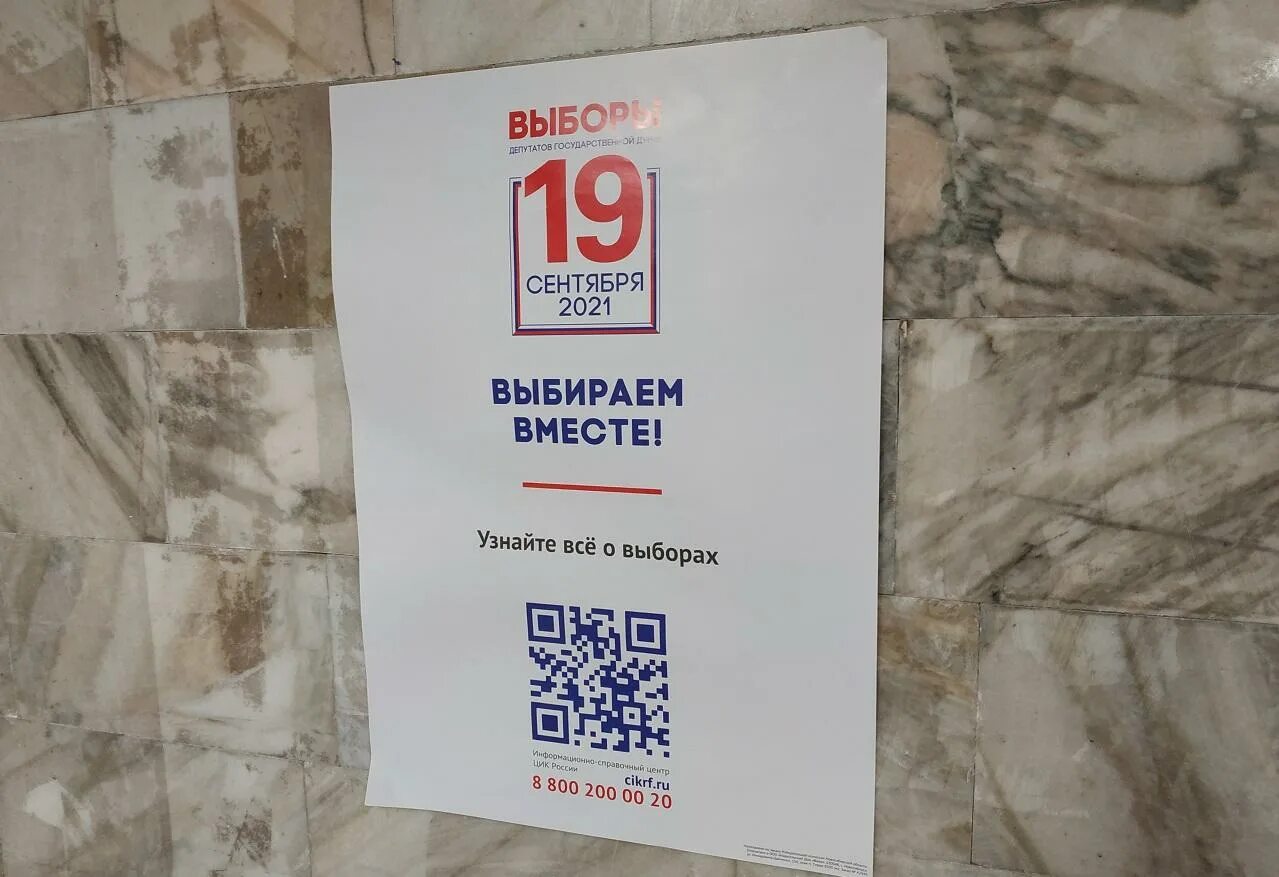 ВЫБОРЫ
ДЕПУТАТОВ ГОСУДАРСТВЕННОЙ ДУМЫ
19
СЕНТЯБРЯ
2021
ВЫБИРАЕМ
ВМЕСТЕ!
Узнайте всё о выборах
Информационно-справочный центр
ЦИК России
cikrf.ru
8 800 200 00 20